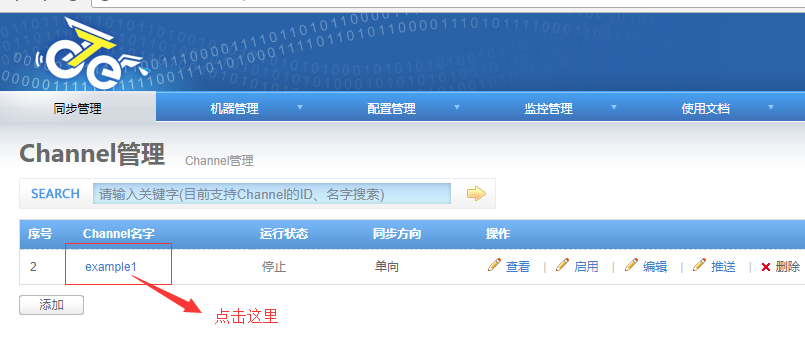 同步管理 机器管理 配置管理 监控管理 使用文档
Channel管理 Channel管理
SEARCH 请输入关键字(目前支持Channel的ID、名字搜索)
序号 Channel名字 运行状态 同步方向 操作
2 example1 停止 单向 查看 | 启用 | 编辑 | 推送 | 删除
添加
点击这里